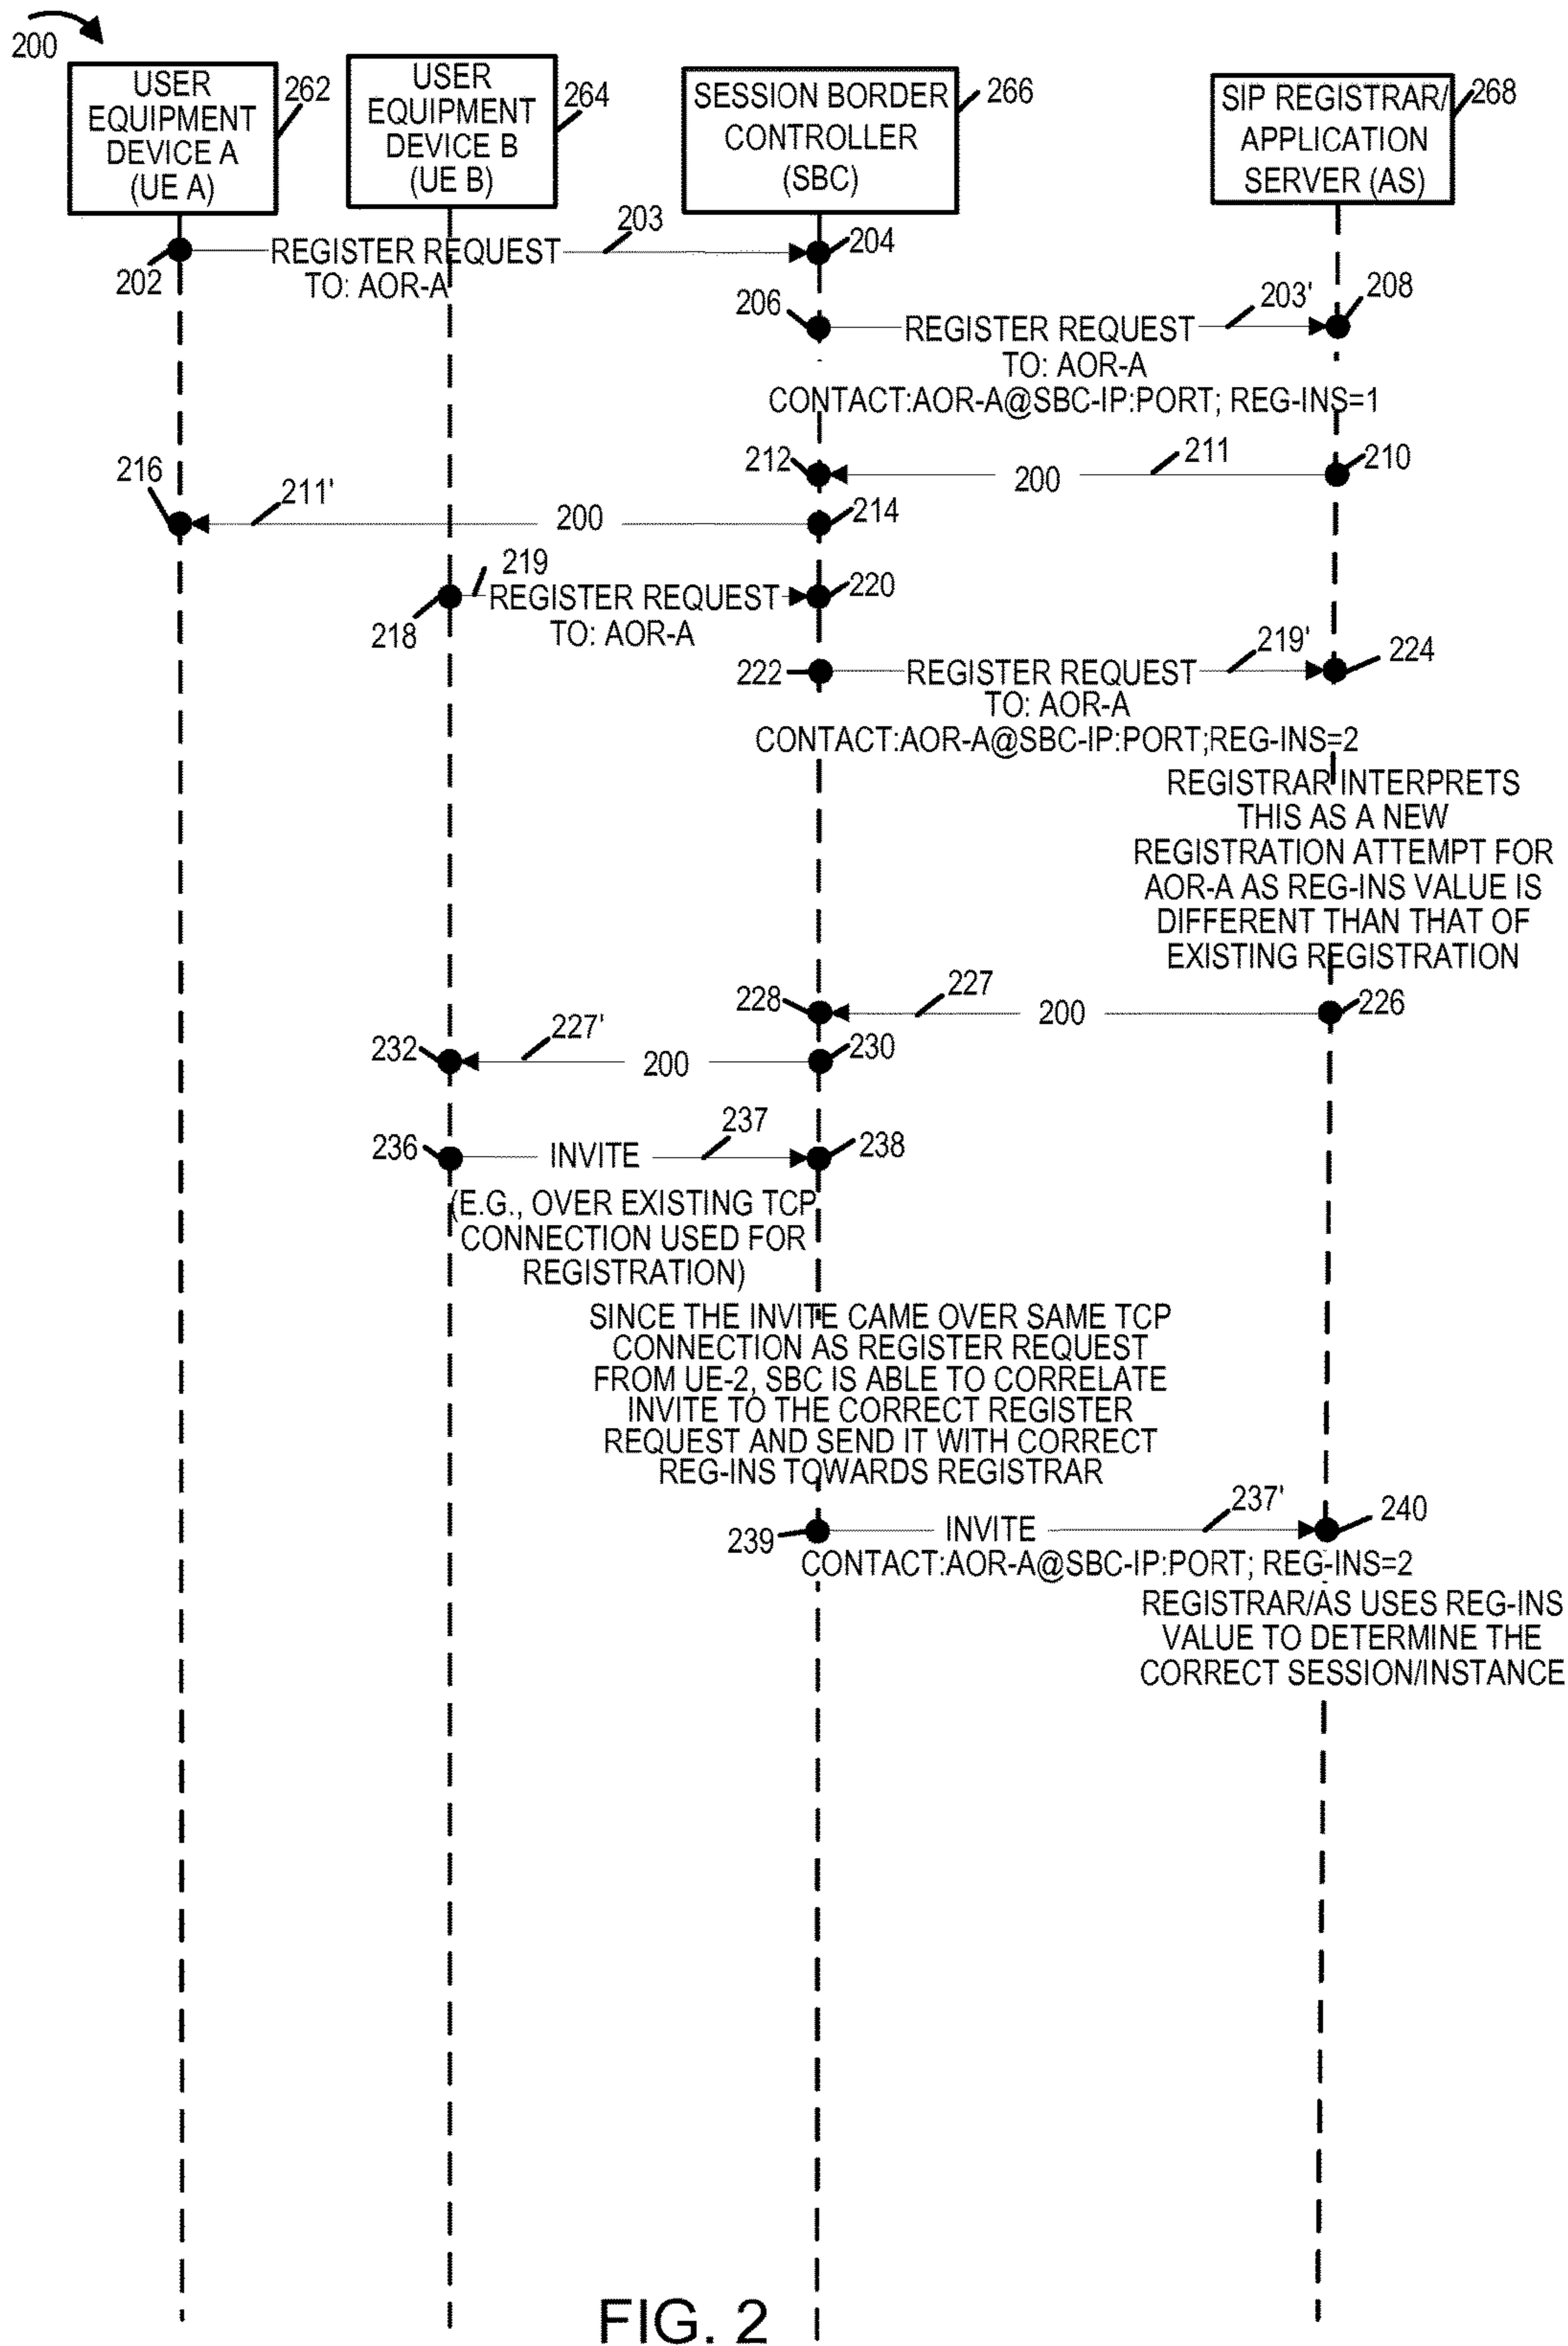 200
USER
EQUIPMENT
DEVICE A
(UE A)
262
USER
EQUIPMENT
DEVICE B
(UE B)
264
SESSION BORDER
CONTROLLER
(SBC)
266
SIP REGISTRAR/
APPLICATION
SERVER (AS)
268
202
REGISTER REQUEST
TO: AOR-A
203
204
206
REGISTER REQUEST
TO: AOR-A
CONTACT:AOR-A@SBC-IP:PORT; REG-INS=1
203'
208
212
200
211
210
216
211'
200
214
218
219
REGISTER REQUEST
TO: AOR-A
220
222
REGISTER REQUEST
TO: AOR-A
CONTACT:AOR-A@SBC-IP:PORT;REG-INS=2
219'
224
REGISTRAR INTERPRETS
THIS AS A NEW
REGISTRATION ATTEMPT FOR
AOR-A AS REG-INS VALUE IS
DIFFERENT THAN THAT OF
EXISTING REGISTRATION
228
227
200
226
232
227'
200
230
236
INVITE
237
238
(E.G., OVER EXISTING TCP
CONNECTION USED FOR
REGISTRATION)
SINCE THE INVITE CAME OVER SAME TCP
CONNECTION AS REGISTER REQUEST
FROM UE-2, SBC IS ABLE TO CORRELATE
INVITE TO THE CORRECT REGISTER
REQUEST AND SEND IT WITH CORRECT
REG-INS TOWARDS REGISTRAR
239
INVITE
237'
240
CONTACT:AOR-A@SBC-IP:PORT; REG-INS=2
REGISTRAR/AS USES REG-INS
VALUE TO DETERMINE THE
CORRECT SESSION/INSTANCE
FIG. 2